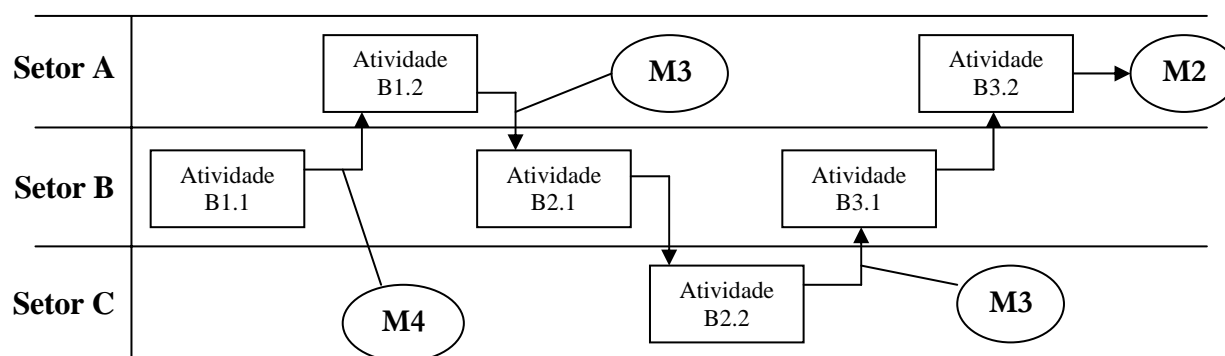 Setor A
Atividade
B1.2
M3
Atividade
B3.2
M2
Setor B
Atividade
B1.1
Atividade
B2.1
Atividade
B3.1
Setor C
M4
Atividade
B2.2
M3